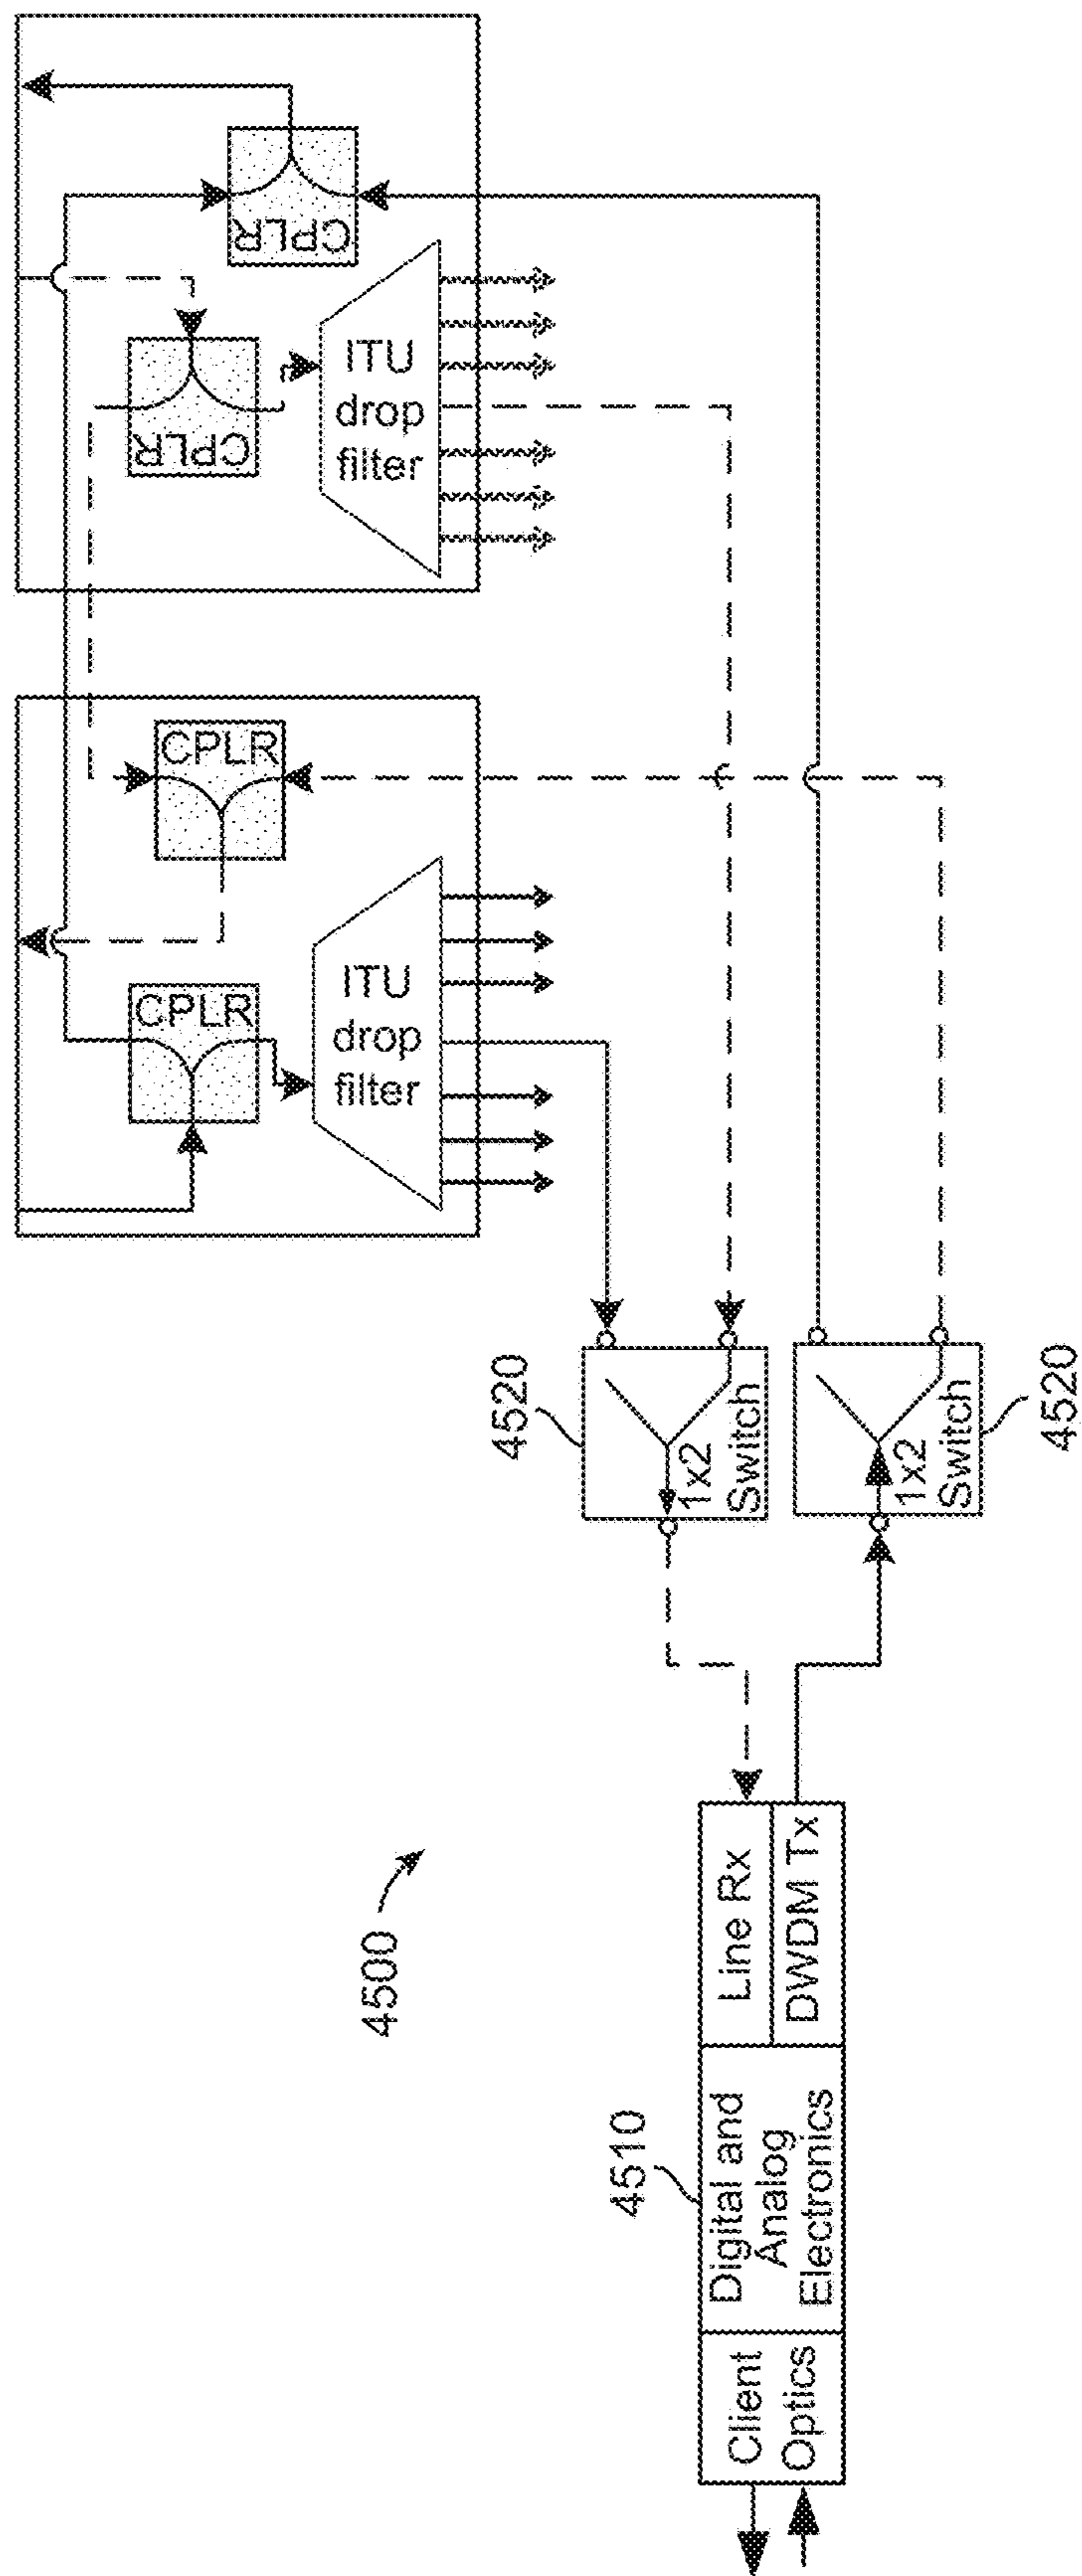 CPLR
CPLR
ITU
drop
filter
CPLR
CPLR
ITU
drop
filter
4520
1x2
Switch
1x2
Switch
4520
4500
4510
Line Rx
DWDM Tx
Digital and
Analog
Electronics
Client
Optics